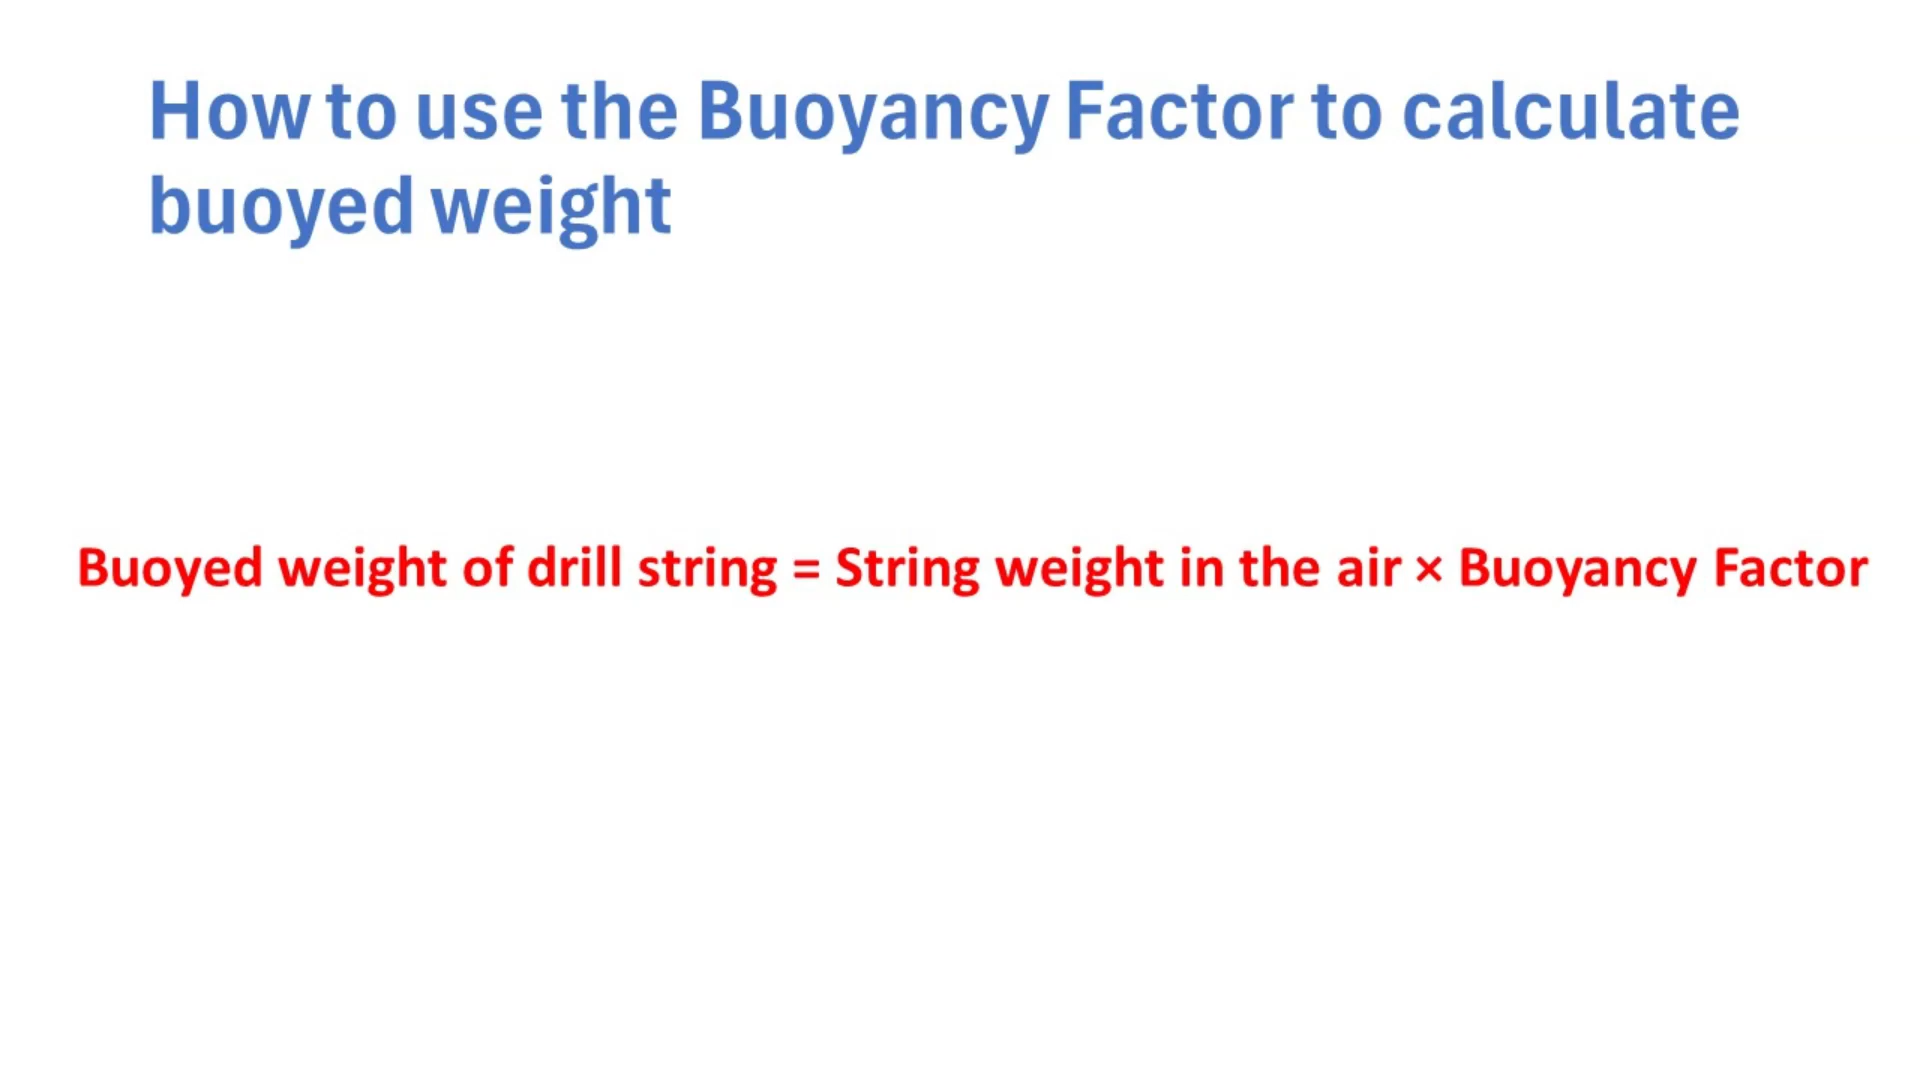 How to use the Buoyancy Factor to calculate
buoyed weight
Buoyed weight of drill string = String weight in the air × Buoyancy Factor